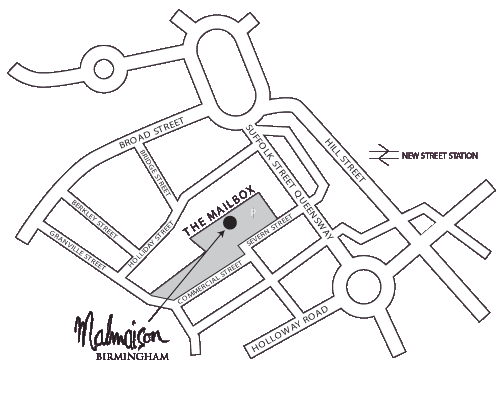 BROAD STREET
SUFFOLK STREET QUEENSWAY
HILL STREET
NEW STREET STATION
BRIDGE STREET
BERKLEY STREET
HOLLIDAY STREET
THE MAILBOX
GRANVILLE STREET
SEVERN STREET
COMMERCIAL STREET
HOLLOWAY ROAD
Malmaison
BIRMINGHAM